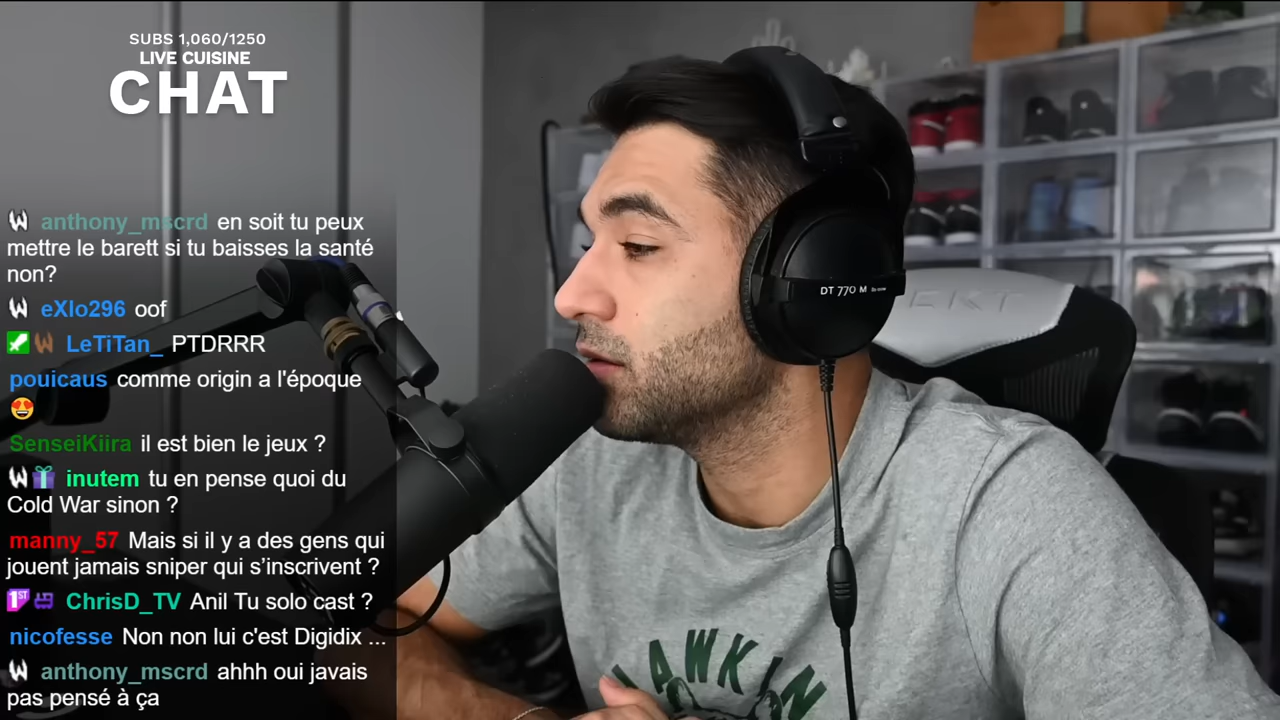 SUBS 1,060/1250
LIVE CUISINE
CHAT
anthony_mscrd en soit tu peux
mettre le barett si tu baisses la santé
non?
eXlo296 oof
LeTiTan_ PTDRRR
pouicaus comme origin a l'époque
😍
SenseiKiira il est bien le jeux ?
inutem tu en pense quoi du
Cold War sinon ?
manny_57 Mais si il y a des gens qui
jouent jamais sniper qui s’inscrivent ?
1ST ChrisD_TV Anil Tu solo cast ?
nicofesse Non non lui c'est Digidix ...
anthony_mscrd ahhh oui javais
pas pensé à ça
DT 770 M
HAWKIN